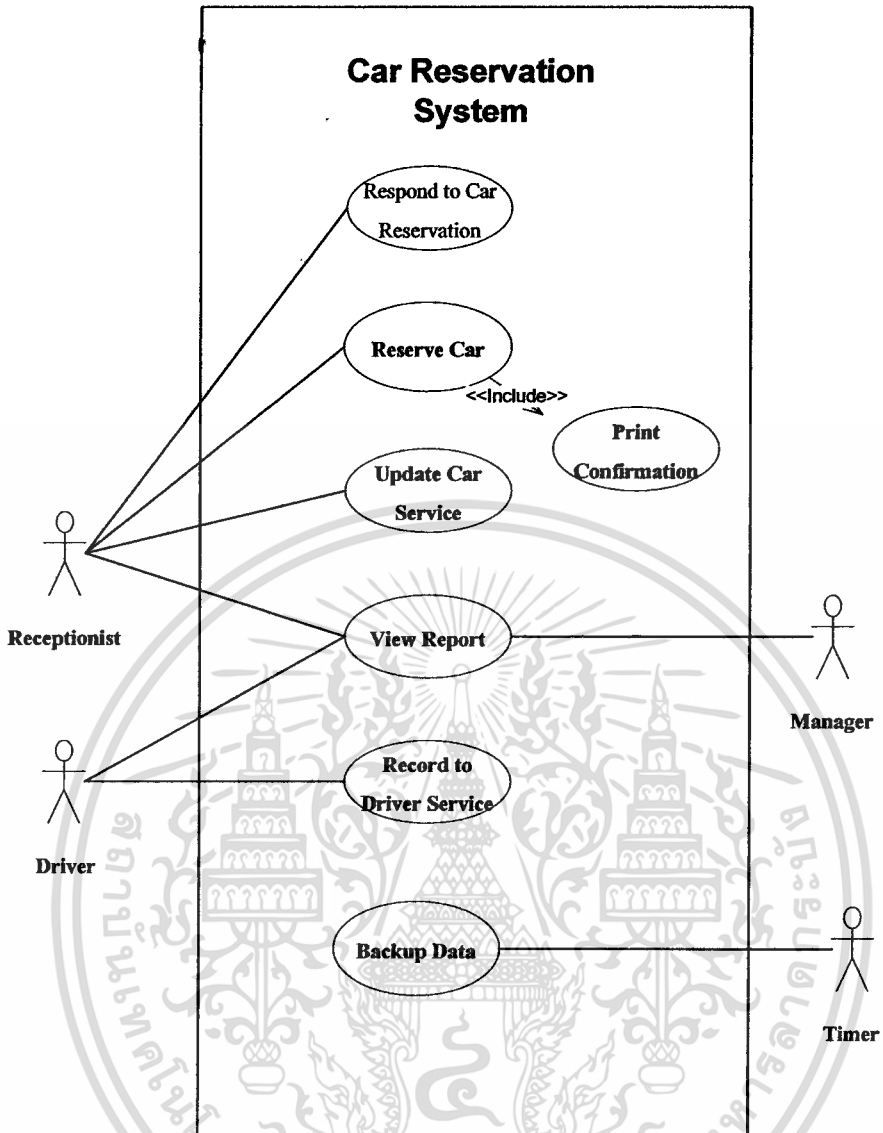 Car Reservation
System
Respond to Car
Reservation
Reserve Car
<<Include>>
Print
Confirmation
Update Car
Service
Receptionist
View Report
Manager
Record to
Driver Service
Driver
Backup Data
Timer